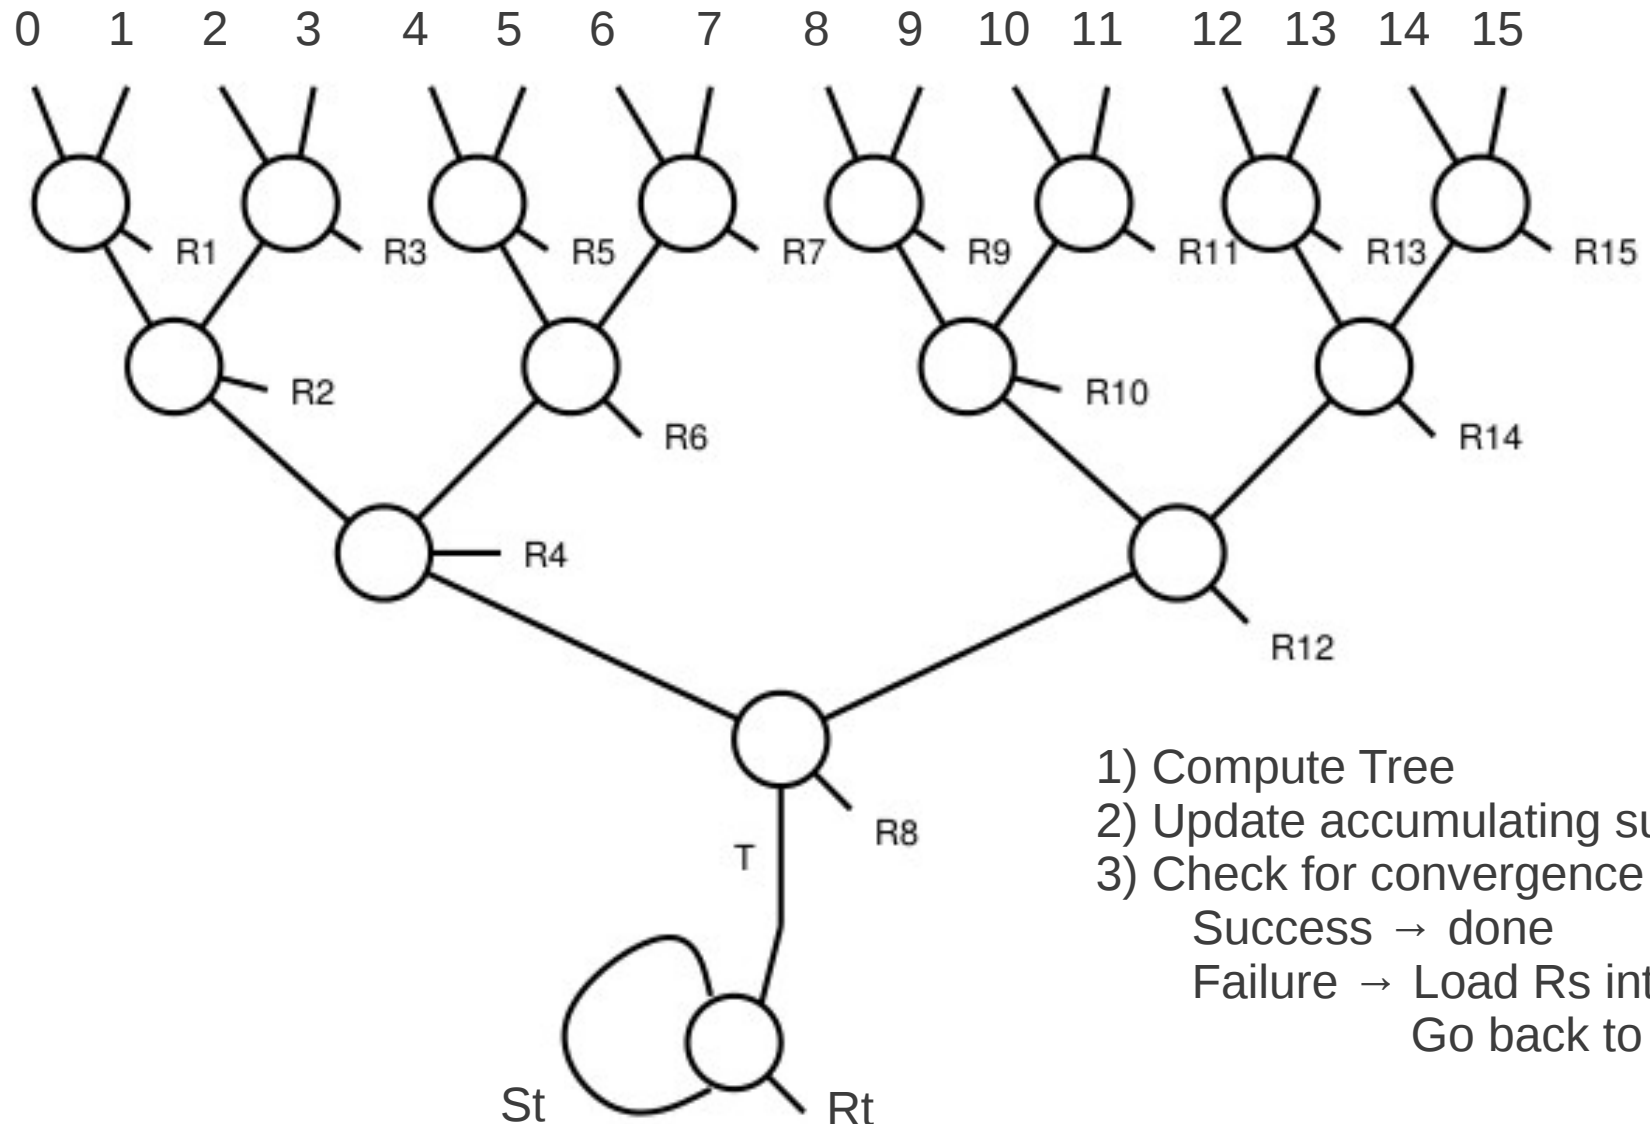 0 1 2 3 4 5 6 7 8 9 10 11 12 13 14 15
R1 R3 R5 R7 R9 R11 R13 R15
R2 R10
R6 R14
R4
R12
1) Compute Tree
R8
2) Update accumulating su
T
3) Check for convergence
Success → done
Failure → Load Rs int
Go back to
St Rt